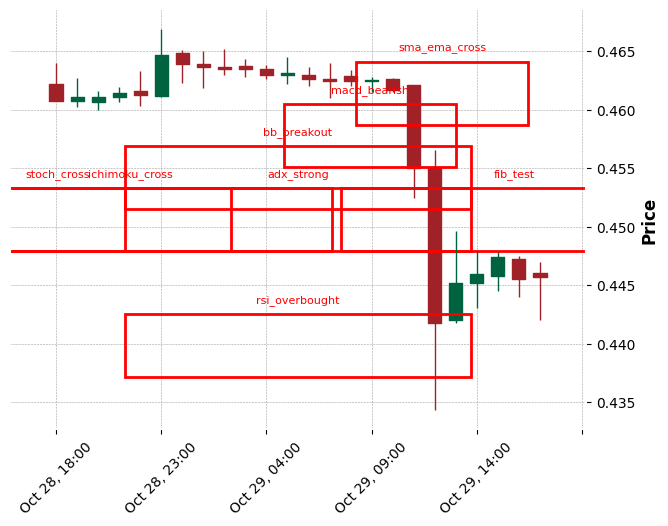 sma_ema_cross
0.465
macd_bearish
0.460
bb_breakout
0.455
stoch_cross
ichimoku_cross
adx_strong
fib_test
0.450
Price
0.445
rsi_overbought
0.440
0.435
Oct 28, 18:00
Oct 28, 23:00
Oct 29, 04:00
Oct 29, 09:00
Oct 29, 14:00